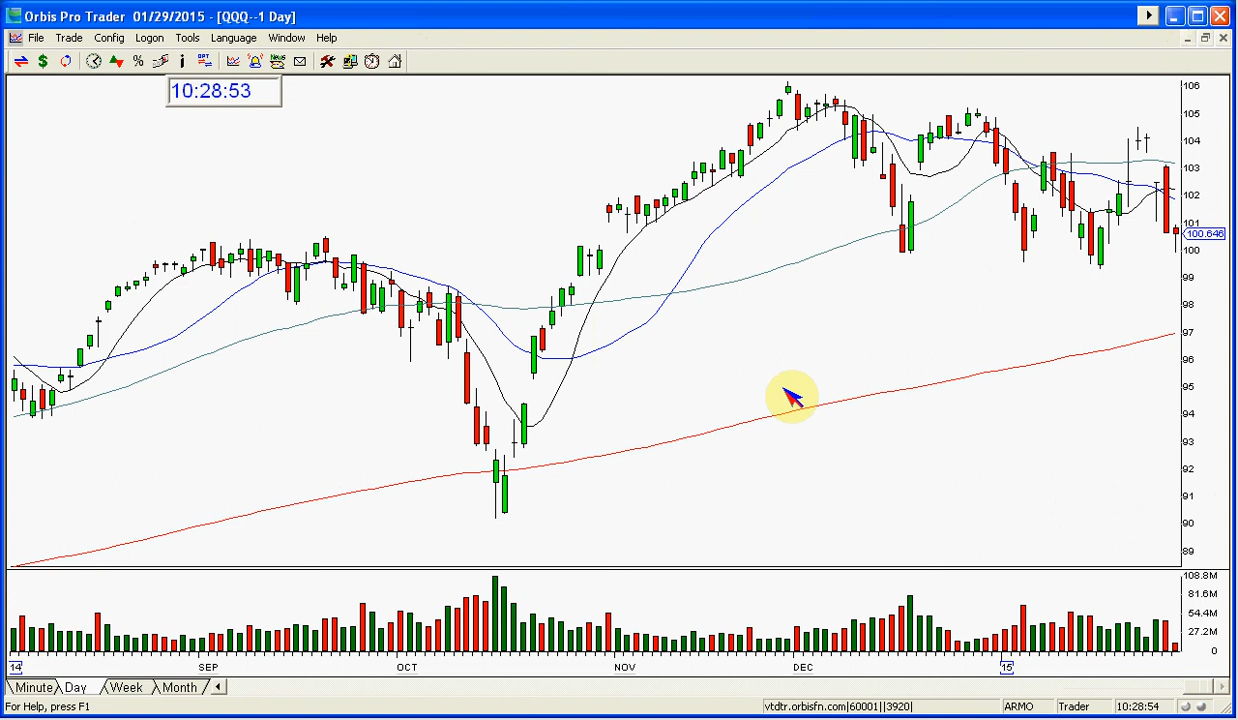 Orbis Pro Trader 01/29/2015 - [QQQ--1 Day]
File Trade Config Logon Tools Language Window Help
10:28:53
106
105
104
103
102
101
100.646
100
99
98
97
96
95
94
93
92
91
90
89
108.8M
81.6M
54.4M
27.2M
0
14 SEP OCT NOV DEC 15
Minute Day Week Month
For Help, press F1 vtdtr.orbisfn.com|60001||3920| ARMO Trader 10:28:54